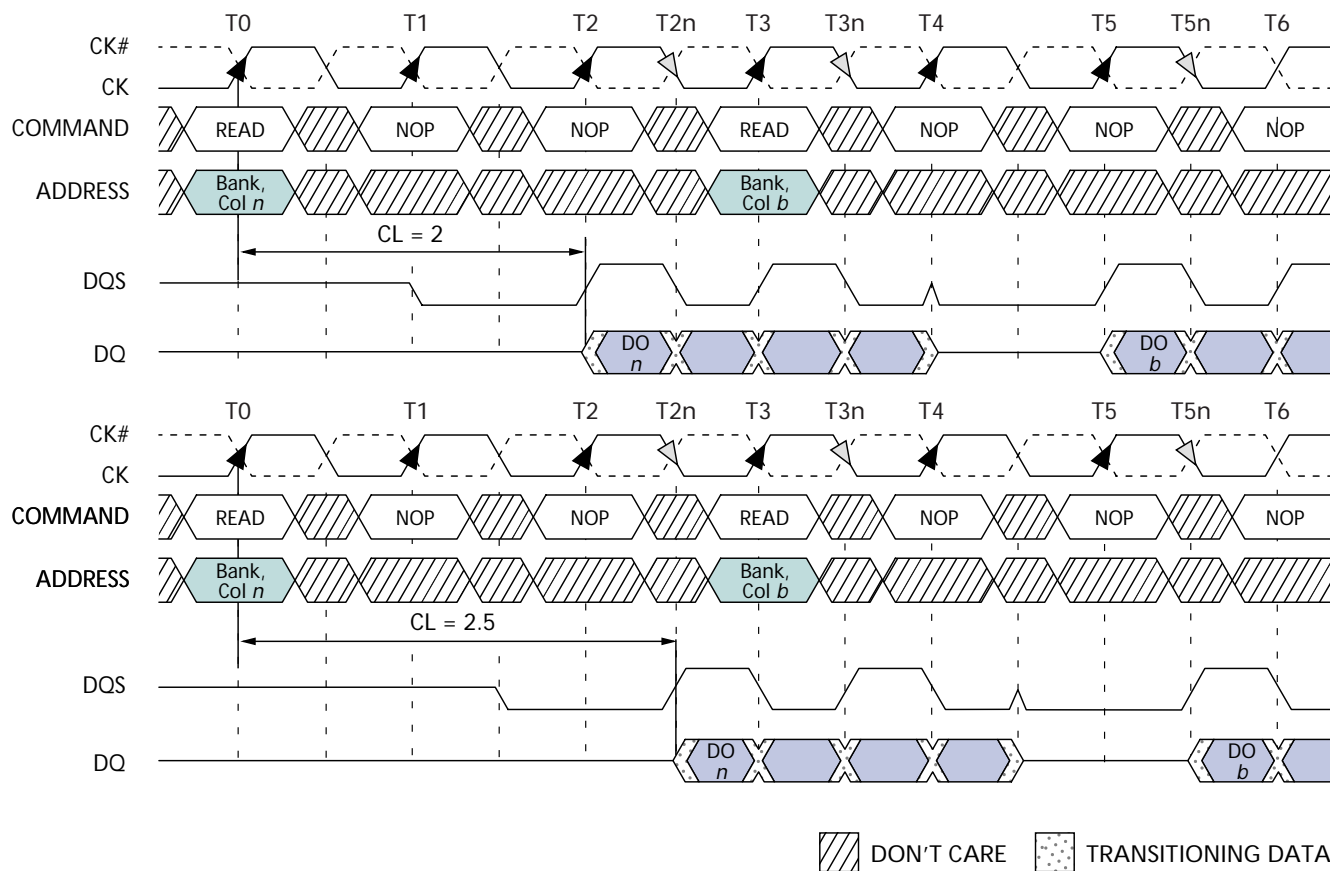 T0 T1 T2 T2n T3 T3n T4 T5 T5n T6
CK#
CK
COMMAND READ NOP NOP READ NOP NOP NOP
ADDRESS Bank, Col n Bank, Col b
CL = 2
DQS
DQ DO n DO b
T0 T1 T2 T2n T3 T3n T4 T5 T5n T6
CK#
CK
COMMAND READ NOP NOP READ NOP NOP NOP
ADDRESS Bank, Col n Bank, Col b
CL = 2.5
DQS
DQ DO n DO b
DON'T CARE TRANSITIONING DATA